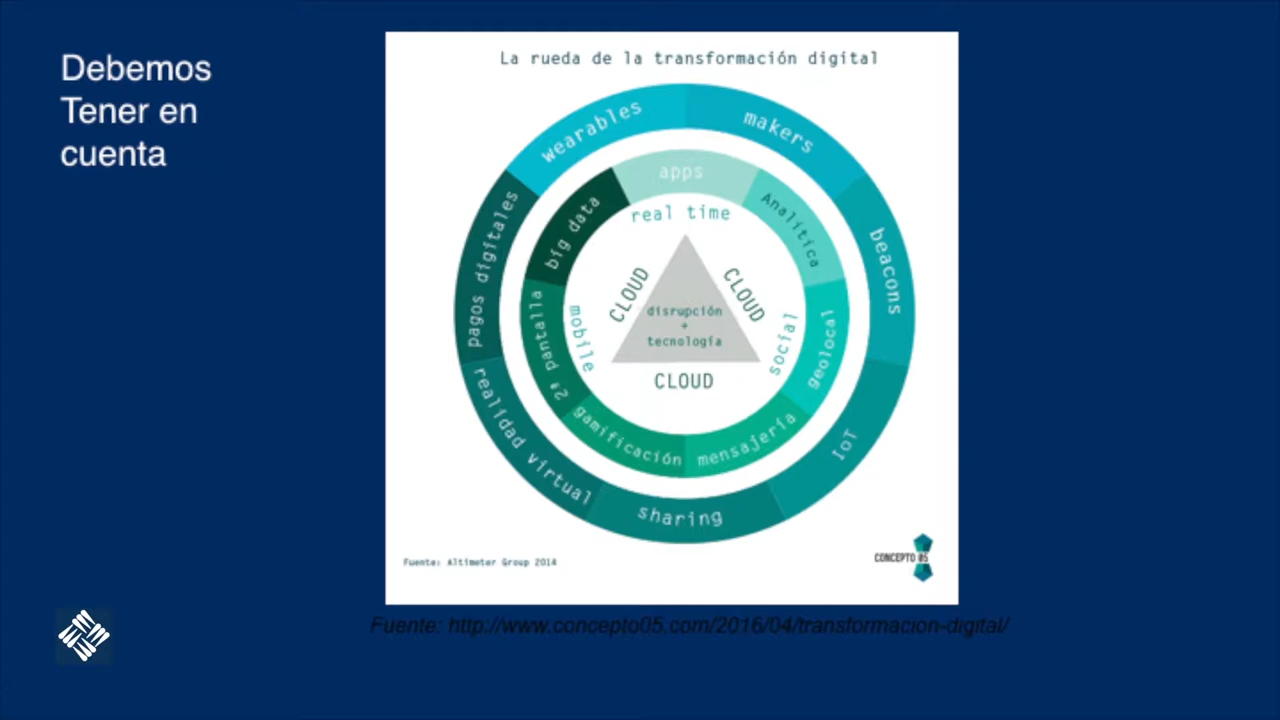 Debemos
Tener en
cuenta
La rueda de la transformación digital
wearables
makers
beacons
IoT
sharing
realidad virtual
pagos digitales
apps
Analítica
geolocal
mensajería
gamificación
2ª pantalla
big data
real time
social
mobile
CLOUD
CLOUD
disrupción
+
tecnología
CLOUD
Fuente: Altimeter Group 2014
CONCEPTO 05
Fuente: http://www.concepto05.com/2016/04/transformacion-digital/